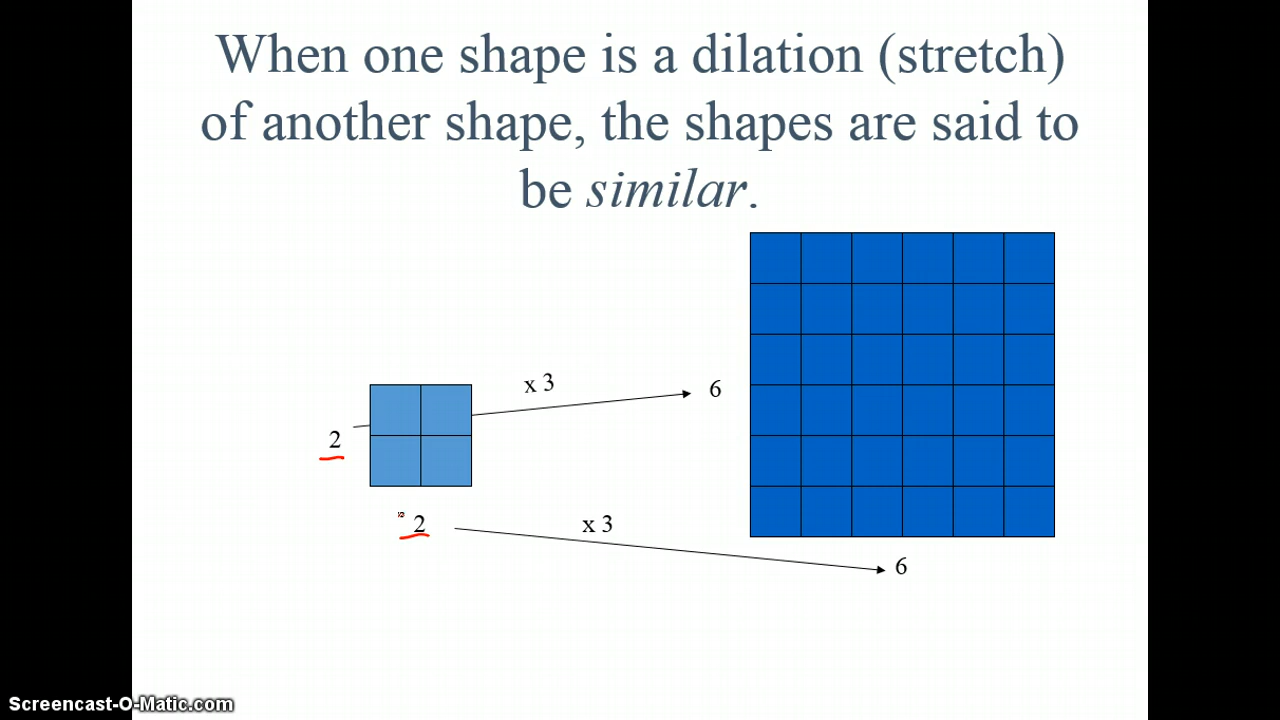 When one shape is a dilation (stretch)
of another shape, the shapes are said to
be similar.
x 3
6
2
2
x 3
6
Screencast-O-Matic.com